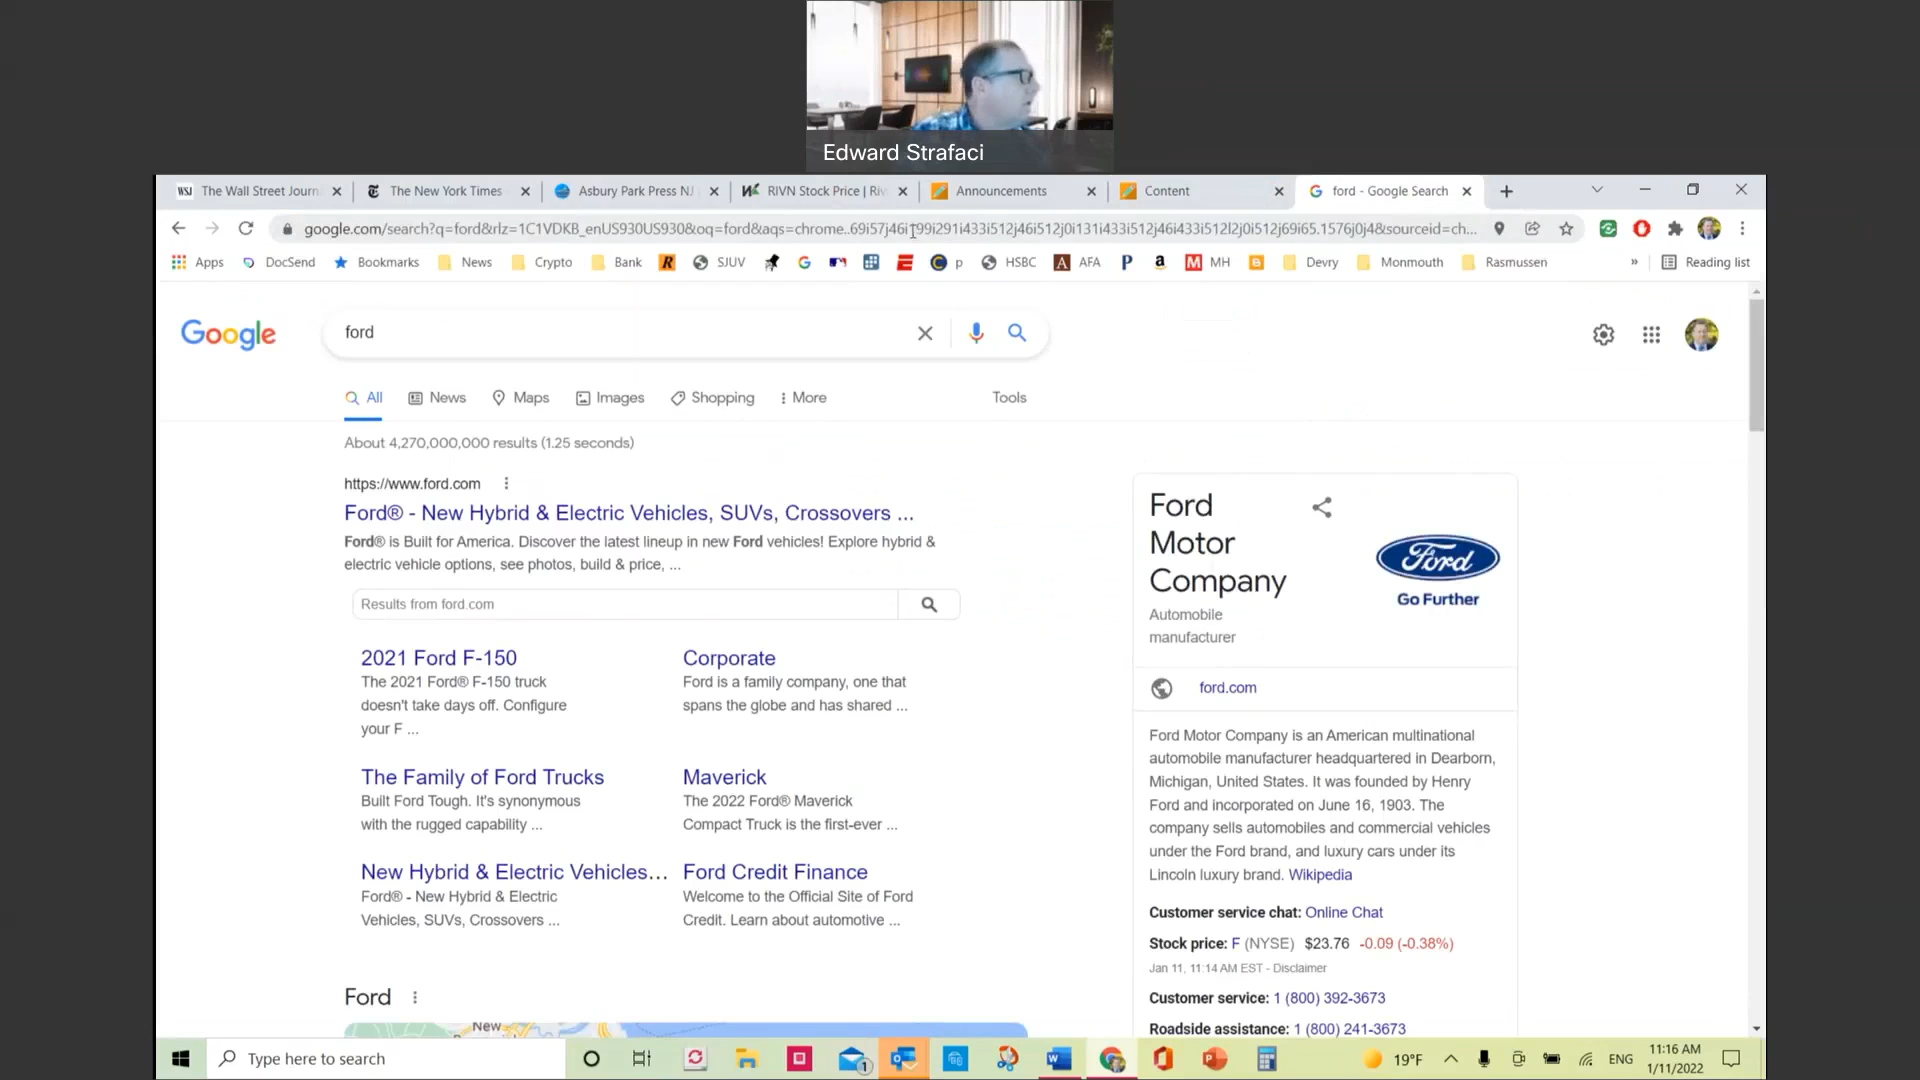 Edward Strafaci
WSJ The Wall Street Journ
The New York Times
Asbury Park Press NJ
RIVN Stock Price | Riv
Announcements
Content
ford - Google Search
google.com/search?q=ford&rlz=1C1VDKB_enUS930US930&oq=ford&aqs=chrome..69i57j46i199i291i433i512j46i512j0i131i433i512j46i433i512l2j0i512j69i65.1576j0j4&sourceid=ch...
Apps DocSend Bookmarks News Crypto Bank SJUV p HSBC AFA MH Devry Monmouth Rasmussen » Reading list
Google
ford
All News Maps Images Shopping More Tools
About 4,270,000,000 results (1.25 seconds)
https://www.ford.com
Ford® - New Hybrid & Electric Vehicles, SUVs, Crossovers ...
Ford® is Built for America. Discover the latest lineup in new Ford vehicles! Explore hybrid &
electric vehicle options, see photos, build & price, ...
Results from ford.com
2021 Ford F-150
The 2021 Ford® F-150 truck
doesn't take days off. Configure
your F ...
Corporate
Ford is a family company, one that
spans the globe and has shared ...
The Family of Ford Trucks
Built Ford Tough. It's synonymous
with the rugged capability ...
Maverick
The 2022 Ford® Maverick
Compact Truck is the first-ever ...
New Hybrid & Electric Vehicles...
Ford® - New Hybrid & Electric
Vehicles, SUVs, Crossovers ...
Ford Credit Finance
Welcome to the Official Site of Ford
Credit. Learn about automotive ...
Ford
New
Ford
Motor
Company
Automobile
manufacturer
Ford
Go Further
ford.com
Ford Motor Company is an American multinational
automobile manufacturer headquartered in Dearborn,
Michigan, United States. It was founded by Henry
Ford and incorporated on June 16, 1903. The
company sells automobiles and commercial vehicles
under the Ford brand, and luxury cars under its
Lincoln luxury brand. Wikipedia
Customer service chat: Online Chat
Stock price: F (NYSE) $23.76 -0.09 (-0.38%)
Jan 11, 11:14 AM EST - Disclaimer
Customer service: 1 (800) 392-3673
Roadside assistance: 1 (800) 241-3673
Type here to search
1
19°F
ENG
11:16 AM
1/11/2022